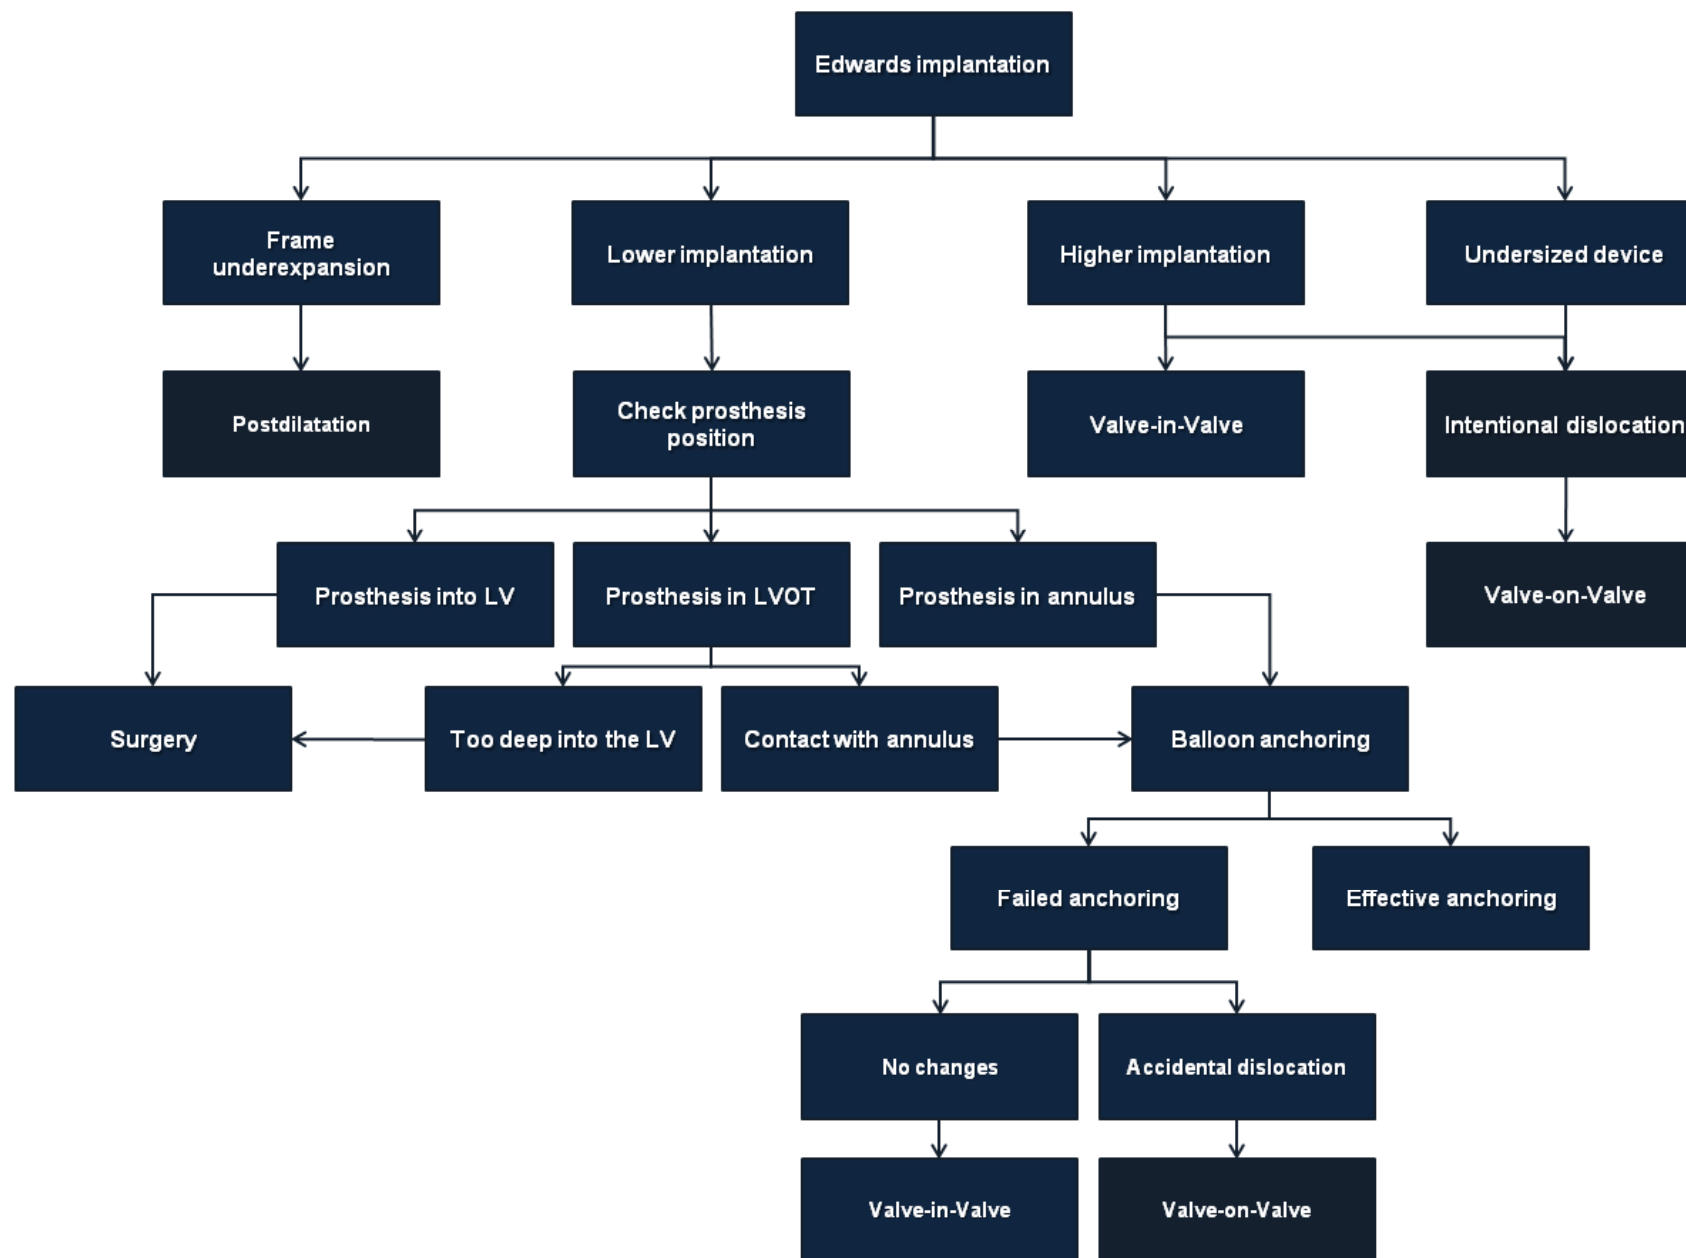 Edwards implantation
Frame
underexpansion
Lower implantation
Higher implantation
Undersized device
Postdilatation
Check prosthesis
position
Valve-in-Valve
Intentional dislocation
Prosthesis into LV
Prosthesis in LVOT
Prosthesis in annulus
Valve-on-Valve
Surgery
Too deep into the LV
Contact with annulus
Balloon anchoring
Failed anchoring
Effective anchoring
No changes
Accidental dislocation
Valve-in-Valve
Valve-on-Valve